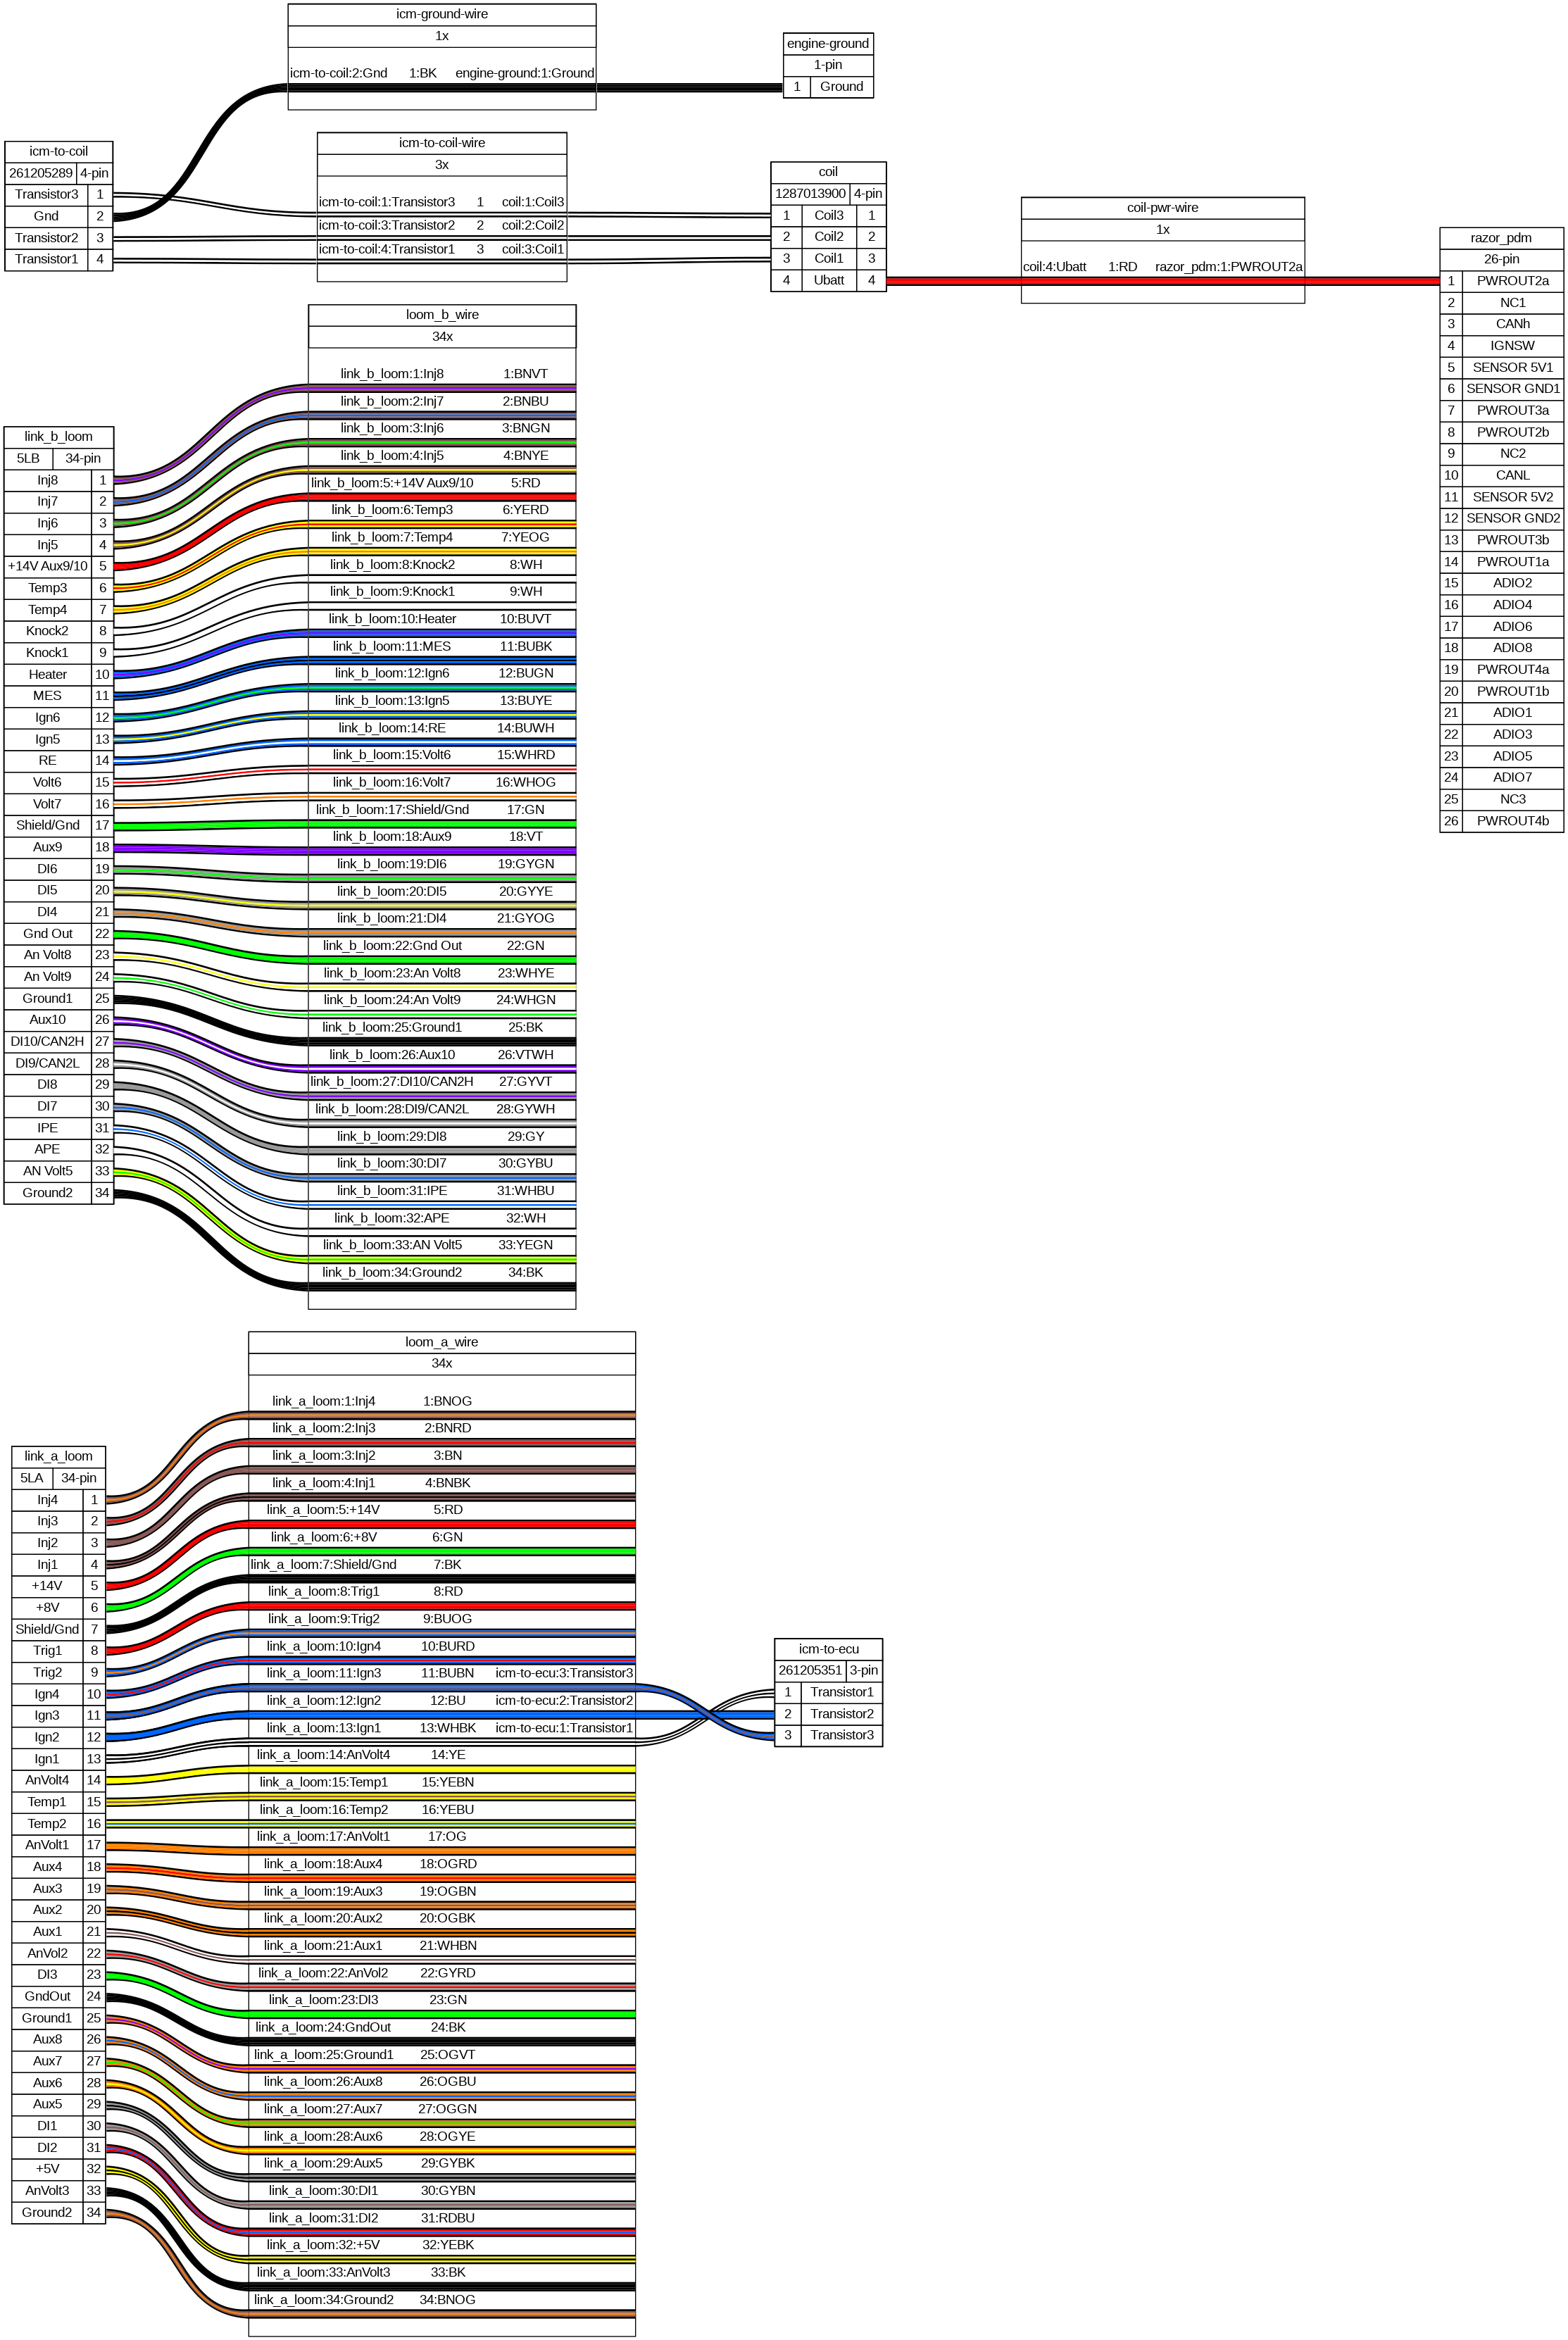 icm-ground-wire
1x
icm-to-coil:2:Gnd 1:BK engine-ground:1:Ground
engine-ground
1-pin
1 Ground
icm-to-coil
261205289 4-pin
Transistor3 1
Gnd 2
Transistor2 3
Transistor1 4
icm-to-coil-wire
3x
icm-to-coil:1:Transistor3 1 coil:1:Coil3
icm-to-coil:3:Transistor2 2 coil:2:Coil2
icm-to-coil:4:Transistor1 3 coil:3:Coil1
coil
1287013900 4-pin
1 Coil3 1
2 Coil2 2
3 Coil1 3
4 Ubatt 4
coil-pwr-wire
1x
coil:4:Ubatt 1:RD razor_pdm:1:PWROUT2a
razor_pdm
26-pin
1 PWROUT2a
2 NC1
3 CANh
4 IGNSW
5 SENSOR 5V1
6 SENSOR GND1
7 PWROUT3a
8 PWROUT2b
9 NC2
10 CANL
11 SENSOR 5V2
12 SENSOR GND2
13 PWROUT3b
14 PWROUT1a
15 ADIO2
16 ADIO4
17 ADIO6
18 ADIO8
19 PWROUT4a
20 PWROUT1b
21 ADIO1
22 ADIO3
23 ADIO5
24 ADIO7
25 NC3
26 PWROUT4b
link_b_loom
5LB 34-pin
Inj8 1
Inj7 2
Inj6 3
Inj5 4
+14V Aux9/10 5
Temp3 6
Temp4 7
Knock2 8
Knock1 9
Heater 10
MES 11
Ign6 12
Ign5 13
RE 14
Volt6 15
Volt7 16
Shield/Gnd 17
Aux9 18
DI6 19
DI5 20
DI4 21
Gnd Out 22
An Volt8 23
An Volt9 24
Ground1 25
Aux10 26
DI10/CAN2H 27
DI9/CAN2L 28
DI8 29
DI7 30
IPE 31
APE 32
AN Volt5 33
Ground2 34
loom_b_wire
34x
link_b_loom:1:Inj8 1:BNVT
link_b_loom:2:Inj7 2:BNBU
link_b_loom:3:Inj6 3:BNGN
link_b_loom:4:Inj5 4:BNYE
link_b_loom:5:+14V Aux9/10 5:RD
link_b_loom:6:Temp3 6:YERD
link_b_loom:7:Temp4 7:YEOG
link_b_loom:8:Knock2 8:WH
link_b_loom:9:Knock1 9:WH
link_b_loom:10:Heater 10:BUVT
link_b_loom:11:MES 11:BUBK
link_b_loom:12:Ign6 12:BUGN
link_b_loom:13:Ign5 13:BUYE
link_b_loom:14:RE 14:BUWH
link_b_loom:15:Volt6 15:WHRD
link_b_loom:16:Volt7 16:WHOG
link_b_loom:17:Shield/Gnd 17:GN
link_b_loom:18:Aux9 18:VT
link_b_loom:19:DI6 19:GYGN
link_b_loom:20:DI5 20:GYYE
link_b_loom:21:DI4 21:GYOG
link_b_loom:22:Gnd Out 22:GN
link_b_loom:23:An Volt8 23:WHYE
link_b_loom:24:An Volt9 24:WHGN
link_b_loom:25:Ground1 25:BK
link_b_loom:26:Aux10 26:VTWH
link_b_loom:27:DI10/CAN2H 27:GYVT
link_b_loom:28:DI9/CAN2L 28:GYWH
link_b_loom:29:DI8 29:GY
link_b_loom:30:DI7 30:GYBU
link_b_loom:31:IPE 31:WHBU
link_b_loom:32:APE 32:WH
link_b_loom:33:AN Volt5 33:YEGN
link_b_loom:34:Ground2 34:BK
link_a_loom
5LA 34-pin
Inj4 1
Inj3 2
Inj2 3
Inj1 4
+14V 5
+8V 6
Shield/Gnd 7
Trig1 8
Trig2 9
Ign4 10
Ign3 11
Ign2 12
Ign1 13
AnVolt4 14
Temp1 15
Temp2 16
AnVolt1 17
Aux4 18
Aux3 19
Aux2 20
Aux1 21
AnVol2 22
DI3 23
GndOut 24
Ground1 25
Aux8 26
Aux7 27
Aux6 28
Aux5 29
DI1 30
DI2 31
+5V 32
AnVolt3 33
Ground2 34
loom_a_wire
34x
link_a_loom:1:Inj4 1:BNOG
link_a_loom:2:Inj3 2:BNRD
link_a_loom:3:Inj2 3:BN
link_a_loom:4:Inj1 4:BNBK
link_a_loom:5:+14V 5:RD
link_a_loom:6:+8V 6:GN
link_a_loom:7:Shield/Gnd 7:BK
link_a_loom:8:Trig1 8:RD
link_a_loom:9:Trig2 9:BUOG
link_a_loom:10:Ign4 10:BURD
link_a_loom:11:Ign3 11:BUBN icm-to-ecu:3:Transistor3
link_a_loom:12:Ign2 12:BU icm-to-ecu:2:Transistor2
link_a_loom:13:Ign1 13:WHBK icm-to-ecu:1:Transistor1
link_a_loom:14:AnVolt4 14:YE
link_a_loom:15:Temp1 15:YEBN
link_a_loom:16:Temp2 16:YEBU
link_a_loom:17:AnVolt1 17:OG
link_a_loom:18:Aux4 18:OGRD
link_a_loom:19:Aux3 19:OGBN
link_a_loom:20:Aux2 20:OGBK
link_a_loom:21:Aux1 21:WHBN
link_a_loom:22:AnVol2 22:GYRD
link_a_loom:23:DI3 23:GN
link_a_loom:24:GndOut 24:BK
link_a_loom:25:Ground1 25:OGVT
link_a_loom:26:Aux8 26:OGBU
link_a_loom:27:Aux7 27:OGGN
link_a_loom:28:Aux6 28:OGYE
link_a_loom:29:Aux5 29:GYBK
link_a_loom:30:DI1 30:GYBN
link_a_loom:31:DI2 31:RDBU
link_a_loom:32:+5V 32:YEBK
link_a_loom:33:AnVolt3 33:BK
link_a_loom:34:Ground2 34:BNOG
icm-to-ecu
261205351 3-pin
1 Transistor1
2 Transistor2
3 Transistor3